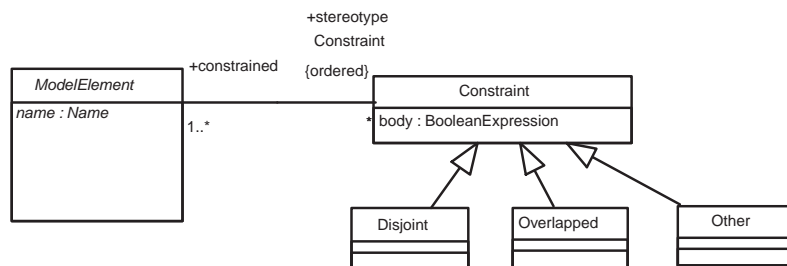 +stereotype
Constraint
+constrained
{ordered}
ModelElement
name : Name
1..*
*
Constraint
body : BooleanExpression
Disjoint
Overlapped
Other